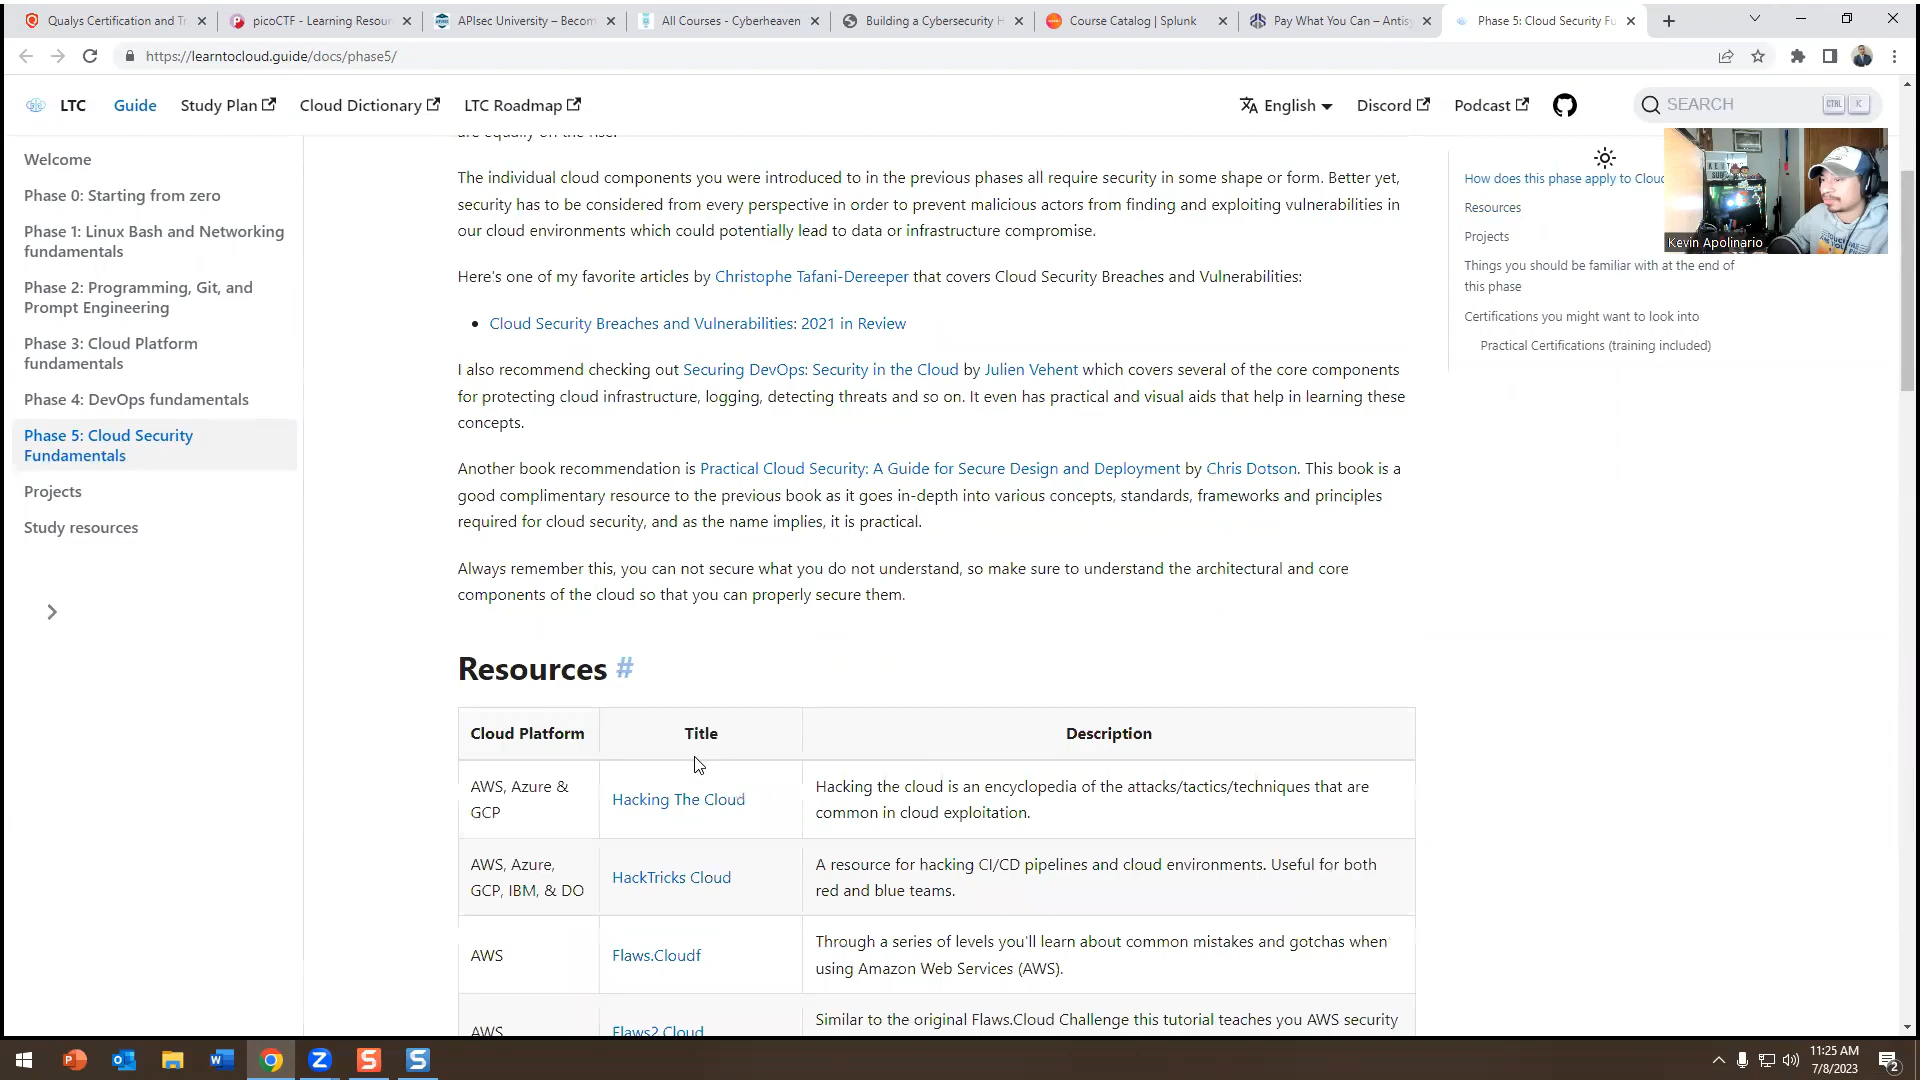 Qualys Certification and Tr
picoCTF - Learning Resour
APIsec University – Becom
All Courses - Cyberheaven
Building a Cybersecurity H
Course Catalog | Splunk
Pay What You Can – Antisy
Phase 5: Cloud Security Fu
https://learntocloud.guide/docs/phase5/
LTC
Guide
Study Plan
Cloud Dictionary
LTC Roadmap
English
Discord
Podcast
SEARCH
CTRL
K
Welcome
Phase 0: Starting from zero
Phase 1: Linux Bash and Networking
fundamentals
Phase 2: Programming, Git, and
Prompt Engineering
Phase 3: Cloud Platform
fundamentals
Phase 4: DevOps fundamentals
Phase 5: Cloud Security
Fundamentals
Projects
Study resources
are equally on the rise.
The individual cloud components you were introduced to in the previous phases all require security in some shape or form. Better yet,
security has to be considered from every perspective in order to prevent malicious actors from finding and exploiting vulnerabilities in
our cloud environments which could potentially lead to data or infrastructure compromise.
Here's one of my favorite articles by Christophe Tafani-Dereeper that covers Cloud Security Breaches and Vulnerabilities:
Cloud Security Breaches and Vulnerabilities: 2021 in Review
I also recommend checking out Securing DevOps: Security in the Cloud by Julien Vehent which covers several of the core components
for protecting cloud infrastructure, logging, detecting threats and so on. It even has practical and visual aids that help in learning these
concepts.
Another book recommendation is Practical Cloud Security: A Guide for Secure Design and Deployment by Chris Dotson. This book is a
good complimentary resource to the previous book as it goes in-depth into various concepts, standards, frameworks and principles
required for cloud security, and as the name implies, it is practical.
Always remember this, you can not secure what you do not understand, so make sure to understand the architectural and core
components of the cloud so that you can properly secure them.
Resources #
Cloud Platform
Title
Description
AWS, Azure &
GCP
Hacking The Cloud
Hacking the cloud is an encyclopedia of the attacks/tactics/techniques that are
common in cloud exploitation.
AWS, Azure,
GCP, IBM, & DO
HackTricks Cloud
A resource for hacking CI/CD pipelines and cloud environments. Useful for both
red and blue teams.
AWS
Flaws.Cloudf
Through a series of levels you'll learn about common mistakes and gotchas when
using Amazon Web Services (AWS).
AWS
Flaws2.Cloud
Similar to the original Flaws.Cloud Challenge this tutorial teaches you AWS security
How does this phase apply to Cloud
Resources
Projects
Things you should be familiar with at the end of
this phase
Certifications you might want to look into
Practical Certifications (training included)
Kevin Apolinario
11:25 AM
7/8/2023
2